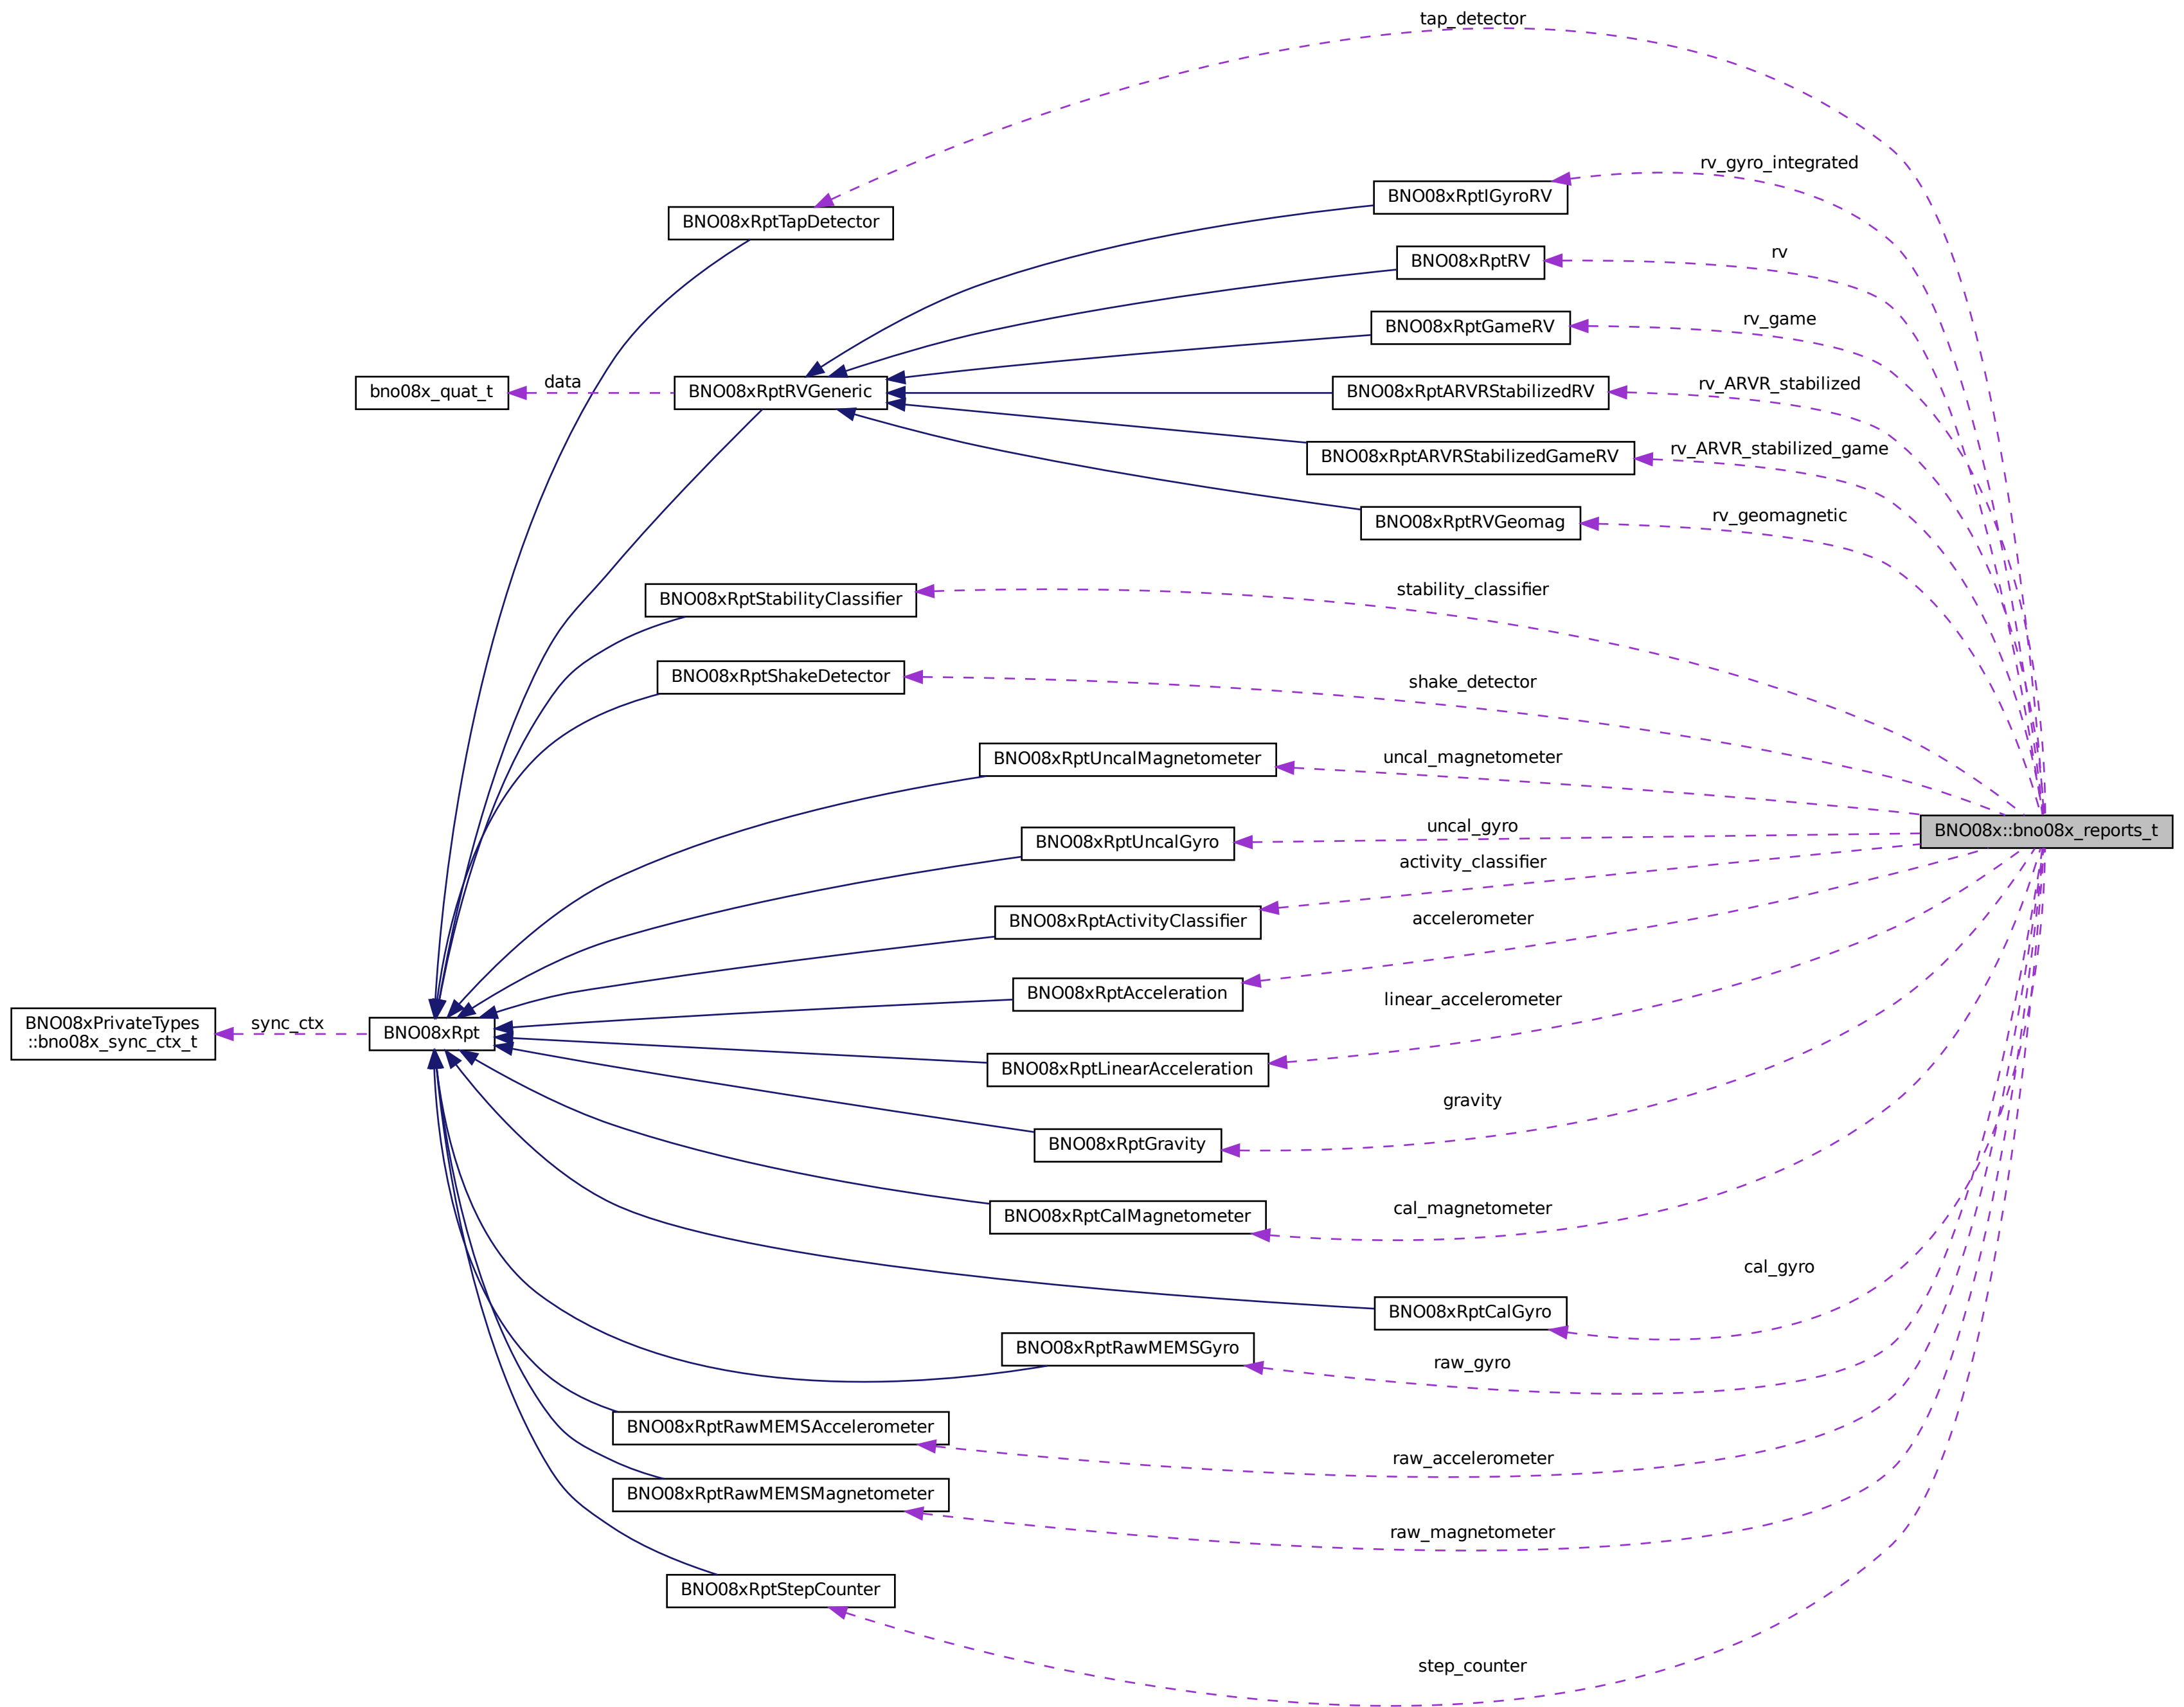 tap_detector
rv_gyro_integrated
BNO08xRptIGyroRV
BNO08xRptTapDetector
rv
BNO08xRptRV
rv_game
BNO08xRptGameRV
data
rv_ARVR_stabilized
bno08x_quat_t
BNO08xRptRVGeneric
BNO08xRptARVRStabilizedRV
rv_ARVR_stabilized_game
BNO08xRptARVRStabilizedGameRV
rv_geomagnetic
BNO08xRptRVGeomag
stability_classifier
BNO08xRptStabilityClassifier
shake_detector
BNO08xRptShakeDetector
uncal_magnetometer
BNO08xRptUncalMagnetometer
uncal_gyro
BNO08x::bno08x_reports_t
BNO08xRptUncalGyro
activity_classifier
BNO08xRptActivityClassifier
accelerometer
BNO08xRptAcceleration
linear_accelerometer
BNO08xPrivateTypes
::bno08x_sync_ctx_t
sync_ctx
BNO08xRpt
BNO08xRptLinearAcceleration
gravity
BNO08xRptGravity
cal_magnetometer
BNO08xRptCalMagnetometer
cal_gyro
BNO08xRptCalGyro
BNO08xRptRawMEMSGyro
raw_gyro
BNO08xRptRawMEMSAccelerometer
raw_accelerometer
BNO08xRptRawMEMSMagnetometer
raw_magnetometer
BNO08xRptStepCounter
step_counter